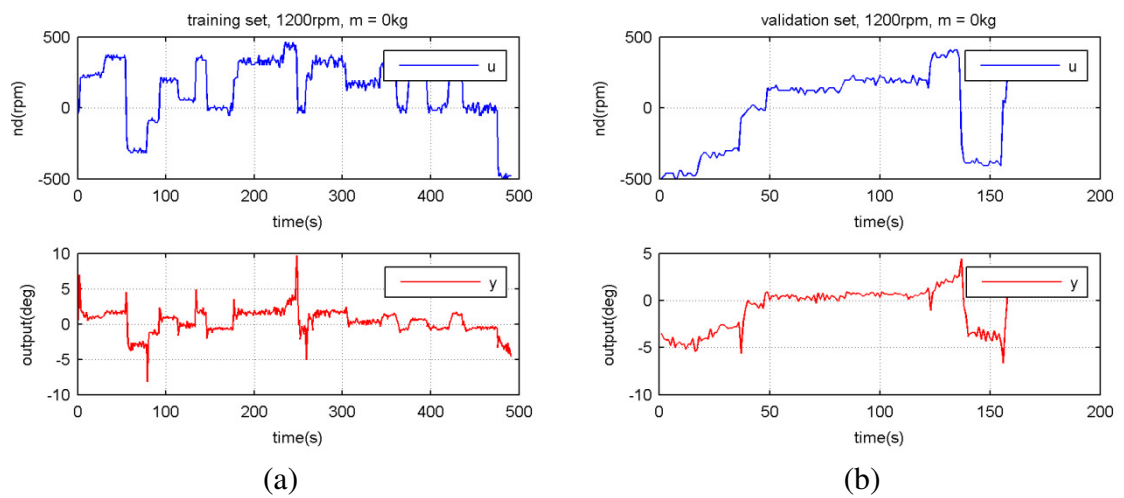 training set, 1200rpm, m = 0kg
500
0
-500
nd(rpm)
u
0 100 200 300 400 500
time(s)
10
5
0
-5
-10
output(deg)
y
0 100 200 300 400 500
time(s)
(a)
validation set, 1200rpm, m = 0kg
500
0
-500
nd(rpm)
u
0 50 100 150 200
time(s)
5
0
-5
-10
output(deg)
y
0 50 100 150 200
time(s)
(b)